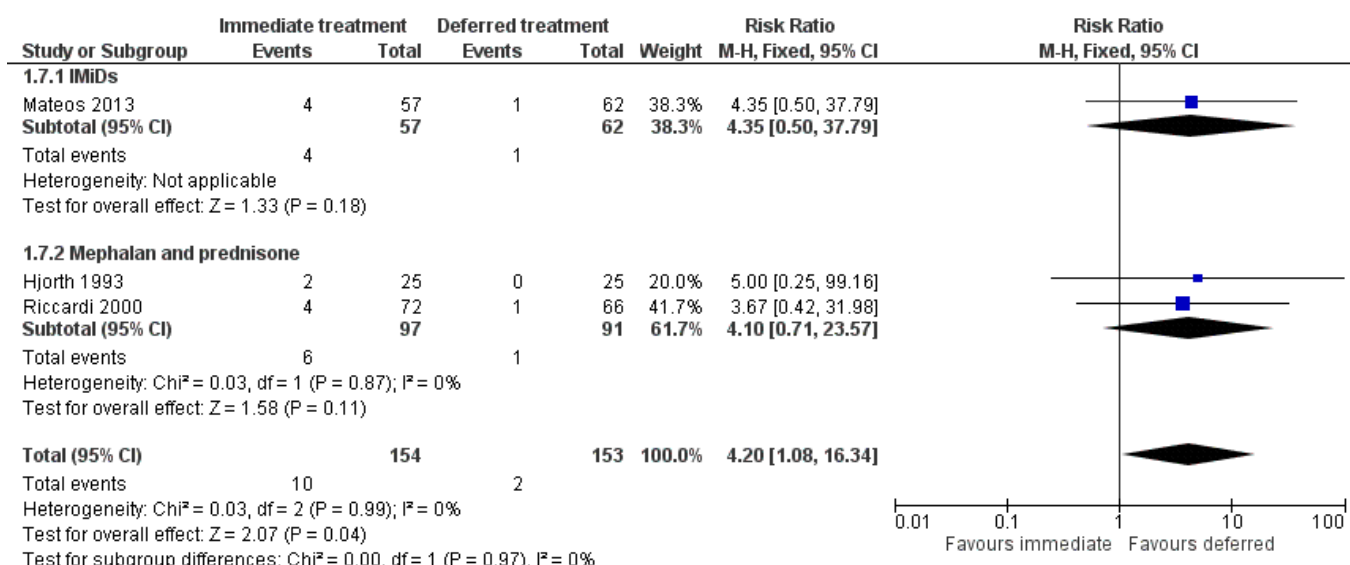 Immediate treatment Deferred treatment Risk Ratio Risk Ratio
Study or Subgroup Events Total Events Total Weight M-H, Fixed, 95% CI M-H, Fixed, 95% CI
1.7.1 IMiDs
Mateos 2013 4 57 1 62 38.3% 4.35 [0.50, 37.79]
Subtotal (95% CI) 57 62 38.3% 4.35 [0.50, 37.79]
Total events 4 1
Heterogeneity: Not applicable
Test for overall effect: Z = 1.33 (P = 0.18)
1.7.2 Mephalan and prednisone
Hjorth 1993 2 25 0 25 20.0% 5.00 [0.25, 99.16]
Riccardi 2000 4 72 1 66 41.7% 3.67 [0.42, 31.98]
Subtotal (95% CI) 97 91 61.7% 4.10 [0.71, 23.57]
Total events 6 1
Heterogeneity: Chi² = 0.03, df = 1 (P = 0.87); I² = 0%
Test for overall effect: Z = 1.58 (P = 0.11)
Total (95% CI) 154 153 100.0% 4.20 [1.08, 16.34]
Total events 10 2
Heterogeneity: Chi² = 0.03, df = 2 (P = 0.99); I² = 0%
Test for overall effect: Z = 2.07 (P = 0.04)
Test for subgroup differences: Chi² = 0.00, df = 1 (P = 0.97), I² = 0%
0.01 0.1 1 10 100
Favours immediate Favours deferred